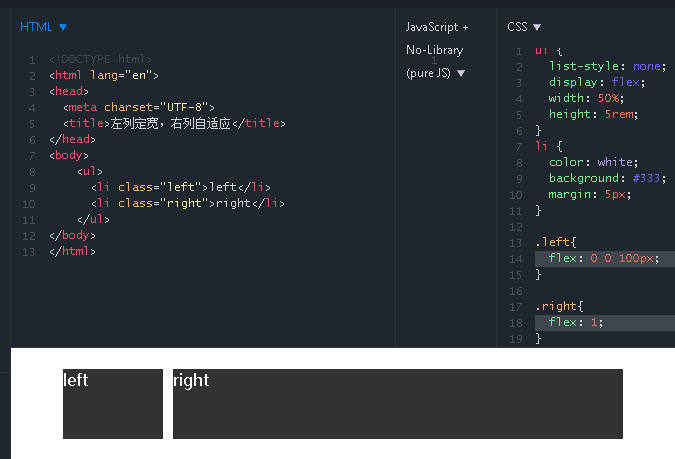 HTML ▼
1 <!DOCTYPE html>
2 <html lang="en">
3 <head>
4 <meta charset="UTF-8">
5 <title>左列定宽，右列自适应</title>
6 </head>
7 <body>
8 <ul>
9 <li class="left">left</li>
10 <li class="right">right</li>
11 </ul>
12 </body>
13 </html>
JavaScript +
No-Library
1
(pure JS) ▼
CSS ▼
1 ul {
2 list-style: none;
3 display: flex;
4 width: 50%;
5 height: 5rem;
6 }
7 li {
8 color: white;
9 background: #333;
10 margin: 5px;
11 }
12
13 .left{
14 flex: 0 0 100px;
15 }
16
17 .right{
18 flex: 1;
19 }
left
right